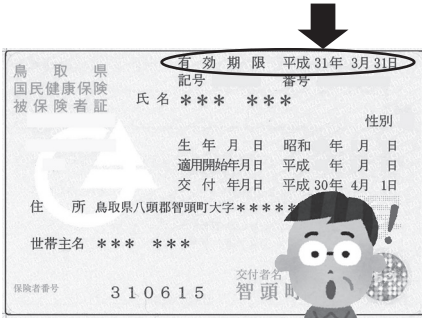 有効期限 平成31年 3月31日
鳥取県
国民健康保険
被保険者証
記号 番号
氏名 *** ***
性別
生年月日 昭和 年 月 日
適用開始年月日 平成 年 月 日
交付 年月日 平成30年 4月 1日
住所 鳥取県八頭郡智頭町大字*****
世帯主名 *** ***
保険者番号 310615
交付者名
智頭町